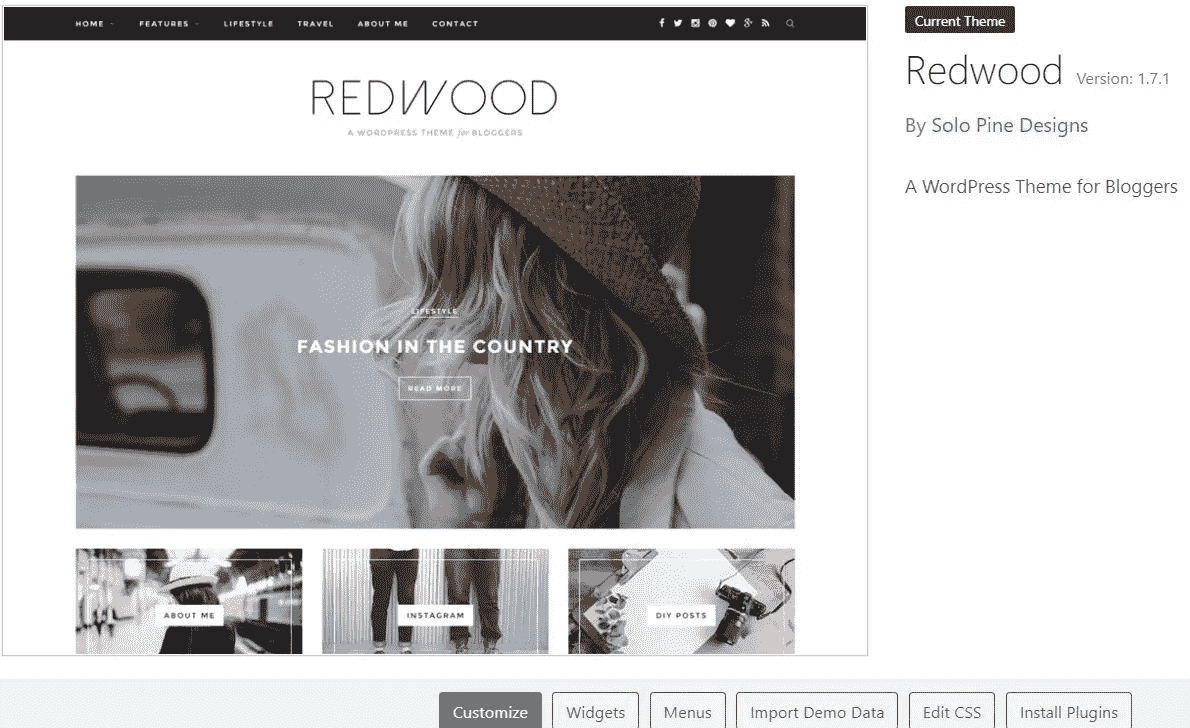 HOME FEATURES LIFESTYLE TRAVEL ABOUT ME CONTACT
REDWOOD
A WORDPRESS THEME for BLOGGERS
LIFESTYLE
FASHION IN THE COUNTRY
READ MORE
ABOUT ME INSTAGRAM DIY POSTS
Current Theme
Redwood Version: 1.7.1
By Solo Pine Designs
A WordPress Theme for Bloggers
Customize Widgets Menus Import Demo Data Edit CSS Install Plugins